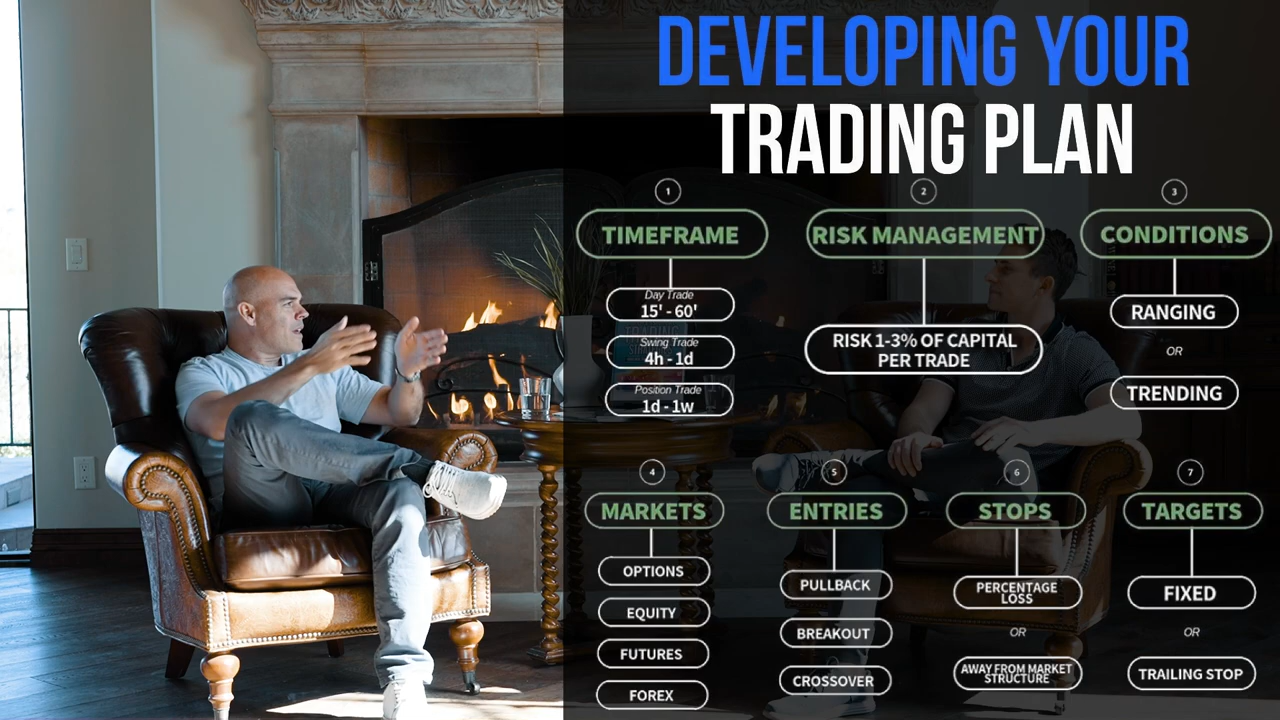 DEVELOPING YOUR
TRADING PLAN
1
TIMEFRAME
Day Trade
15' - 60'
Swing Trade
4h - 1d
Position Trade
1d - 1w
2
RISK MANAGEMENT
RISK 1-3% OF CAPITAL
PER TRADE
3
CONDITIONS
RANGING
OR
TRENDING
4
MARKETS
OPTIONS
EQUITY
FUTURES
FOREX
5
ENTRIES
PULLBACK
BREAKOUT
CROSSOVER
6
STOPS
PERCENTAGE
LOSS
OR
AWAY FROM MARKET
STRUCTURE
7
TARGETS
FIXED
OR
TRAILING STOP